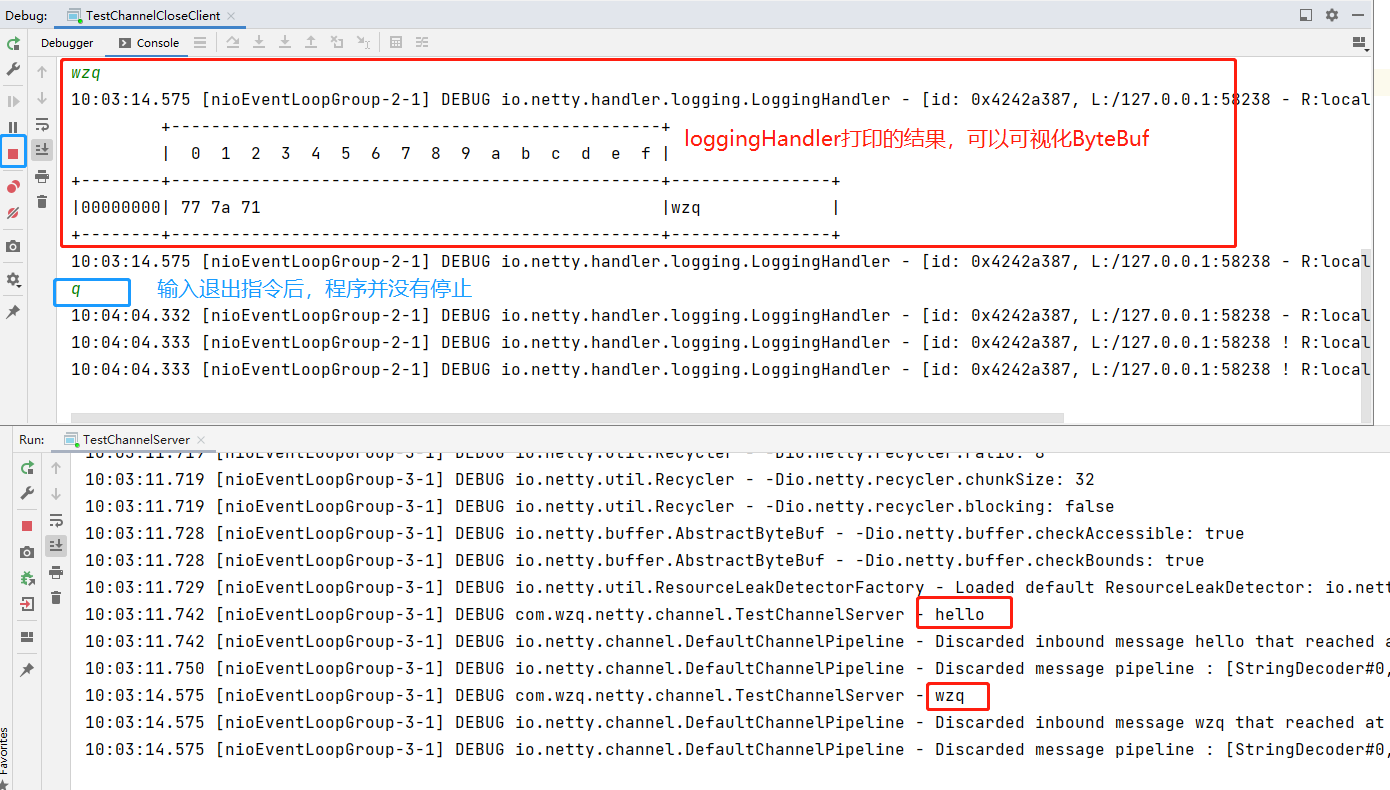 Debug: TestChannelCloseClient
Debugger Console
wzq
10:03:14.575 [nioEventLoopGroup-2-1] DEBUG io.netty.handler.logging.LoggingHandler - [id: 0x4242a387, L:/127.0.0.1:58238 - R:local
+-------------------------------------------------+
| 0 1 2 3 4 5 6 7 8 9 a b c d e f |
loggingHandler打印的结果，可以可视化ByteBuf
+--------+-------------------------------------------------+----------------+
|00000000| 77 7a 71 |wzq |
+--------+-------------------------------------------------+----------------+
10:03:14.575 [nioEventLoopGroup-2-1] DEBUG io.netty.handler.logging.LoggingHandler - [id: 0x4242a387, L:/127.0.0.1:58238 - R:local
q 输入退出指令后，程序并没有停止
10:04:04.332 [nioEventLoopGroup-2-1] DEBUG io.netty.handler.logging.LoggingHandler - [id: 0x4242a387, L:/127.0.0.1:58238 - R:local
10:04:04.333 [nioEventLoopGroup-2-1] DEBUG io.netty.handler.logging.LoggingHandler - [id: 0x4242a387, L:/127.0.0.1:58238 ! R:local
10:04:04.333 [nioEventLoopGroup-2-1] DEBUG io.netty.handler.logging.LoggingHandler - [id: 0x4242a387, L:/127.0.0.1:58238 ! R:local
Run: TestChannelServer
10:03:11.719 [nioEventLoopGroup-3-1] DEBUG io.netty.util.Recycler - -Dio.netty.recycler.ratio: 8
10:03:11.719 [nioEventLoopGroup-3-1] DEBUG io.netty.util.Recycler - -Dio.netty.recycler.chunkSize: 32
10:03:11.719 [nioEventLoopGroup-3-1] DEBUG io.netty.util.Recycler - -Dio.netty.recycler.blocking: false
10:03:11.728 [nioEventLoopGroup-3-1] DEBUG io.netty.buffer.AbstractByteBuf - -Dio.netty.buffer.checkAccessible: true
10:03:11.728 [nioEventLoopGroup-3-1] DEBUG io.netty.buffer.AbstractByteBuf - -Dio.netty.buffer.checkBounds: true
10:03:11.729 [nioEventLoopGroup-3-1] DEBUG io.netty.util.ResourceLeakDetectorFactory - Loaded default ResourceLeakDetector: io.nett
10:03:11.742 [nioEventLoopGroup-3-1] DEBUG com.wzq.netty.channel.TestChannelServer - hello
10:03:11.742 [nioEventLoopGroup-3-1] DEBUG io.netty.channel.DefaultChannelPipeline - Discarded inbound message hello that reached a
10:03:11.750 [nioEventLoopGroup-3-1] DEBUG io.netty.channel.DefaultChannelPipeline - Discarded message pipeline : [StringDecoder#0,
10:03:14.575 [nioEventLoopGroup-3-1] DEBUG com.wzq.netty.channel.TestChannelServer - wzq
10:03:14.575 [nioEventLoopGroup-3-1] DEBUG io.netty.channel.DefaultChannelPipeline - Discarded inbound message wzq that reached at
10:03:14.575 [nioEventLoopGroup-3-1] DEBUG io.netty.channel.DefaultChannelPipeline - Discarded message pipeline : [StringDecoder#0,
Favorites